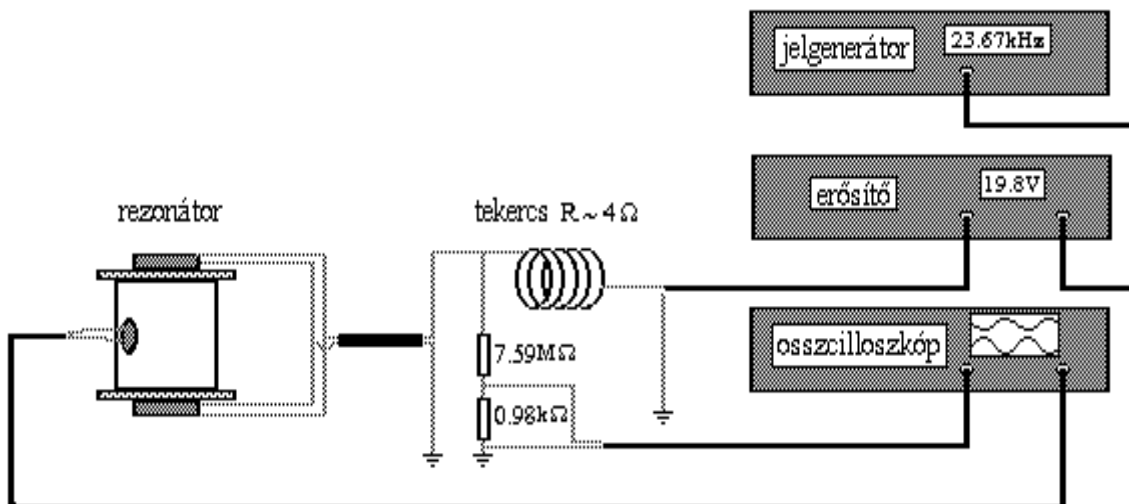 jelgenerátor
23.67kHz
erősítő
19.8V
rezonátor
tekercs R ~ 4 Ω
osszcilloszkóp
7.59MΩ
0.98kΩ